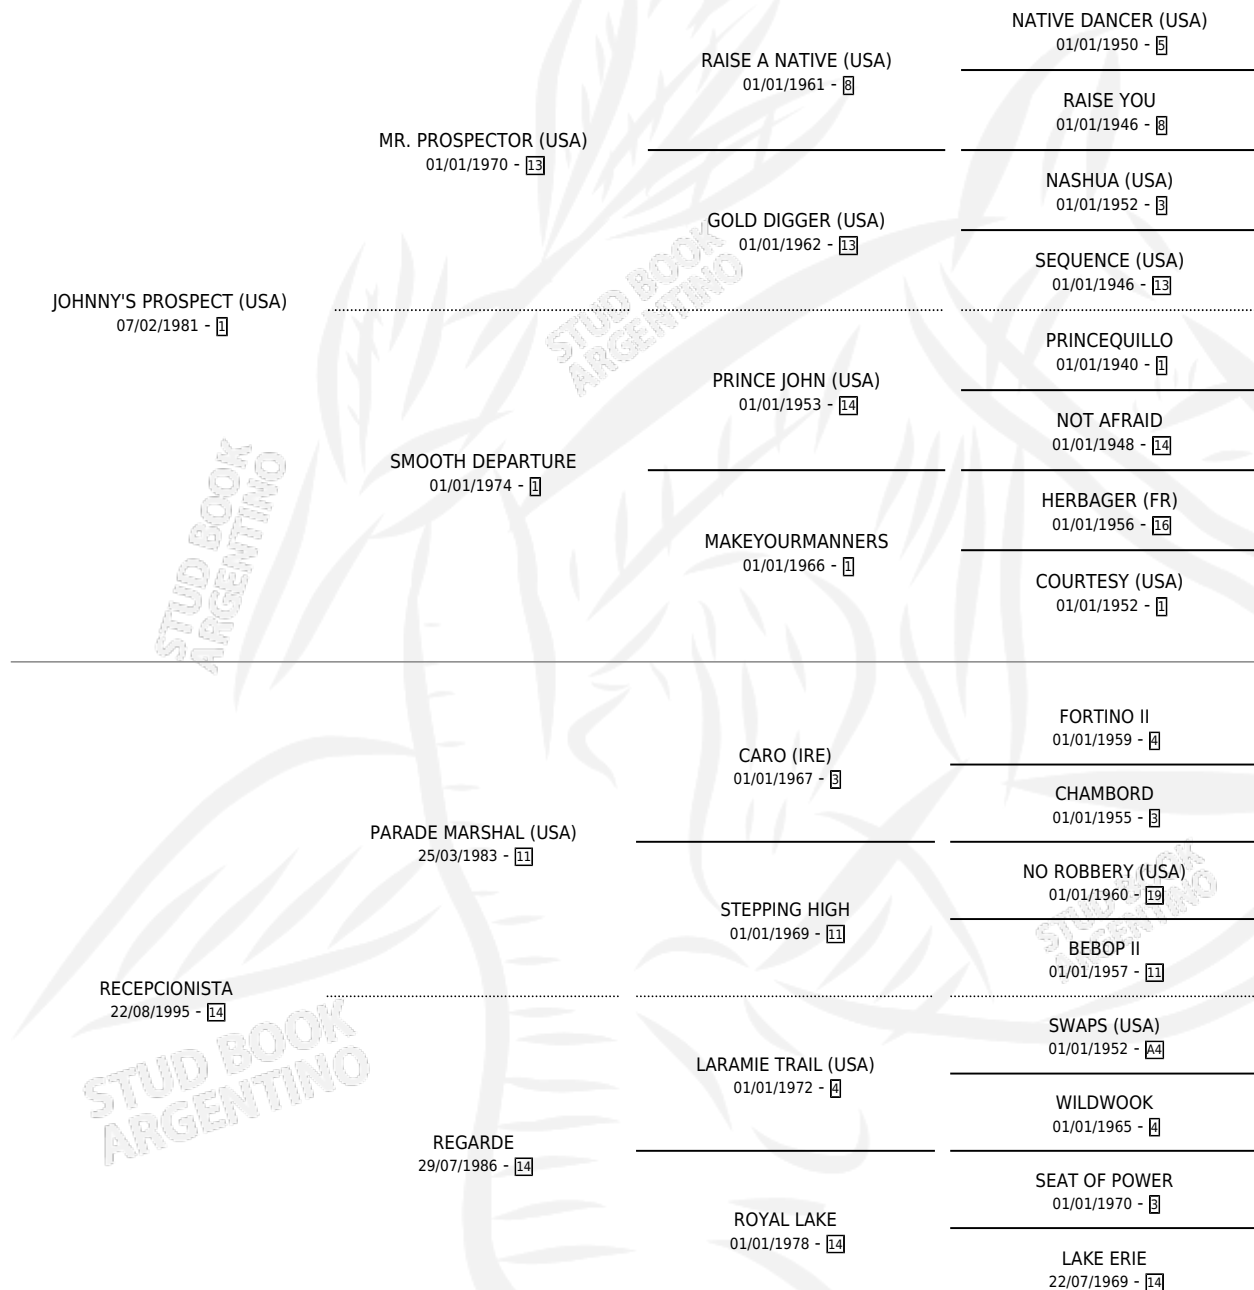 NATIVE DANCER (USA)
01/01/1950 - 5
RAISE A NATIVE (USA)
01/01/1961 - 8
RAISE YOU
01/01/1946 - 8
MR. PROSPECTOR (USA)
01/01/1970 - 13
NASHUA (USA)
01/01/1952 - 3
GOLD DIGGER (USA)
01/01/1962 - 13
SEQUENCE (USA)
01/01/1946 - 13
JOHNNY'S PROSPECT (USA)
07/02/1981 - 1
STUD BOOK
ARGENTINO
PRINCEQUILLO
01/01/1940 - 1
PRINCE JOHN (USA)
01/01/1953 - 14
NOT AFRAID
01/01/1948 - 14
SMOOTH DEPARTURE
01/01/1974 - 1
HERBAGER (FR)
01/01/1956 - 16
MAKEYOURMANNERS
01/01/1966 - 1
COURTESY (USA)
01/01/1952 - 1
STUD BOOK
ARGENTINO
FORTINO II
01/01/1959 - 4
CARO (IRE)
01/01/1967 - 3
CHAMBORD
01/01/1955 - 3
PARADE MARSHAL (USA)
25/03/1983 - 11
NO ROBBERY (USA)
01/01/1960 - 19
STEPPING HIGH
01/01/1969 - 11
BEBOP II
01/01/1957 - 11
STUD BOOK
ARGENTINO
RECEPCIONISTA
22/08/1995 - 14
SWAPS (USA)
01/01/1952 - A4
LARAMIE TRAIL (USA)
01/01/1972 - 4
WILDWOOK
01/01/1965 - 4
STUD BOOK
ARGENTINO
REGARDE
29/07/1986 - 14
SEAT OF POWER
01/01/1970 - 3
ROYAL LAKE
01/01/1978 - 14
LAKE ERIE
22/07/1969 - 14